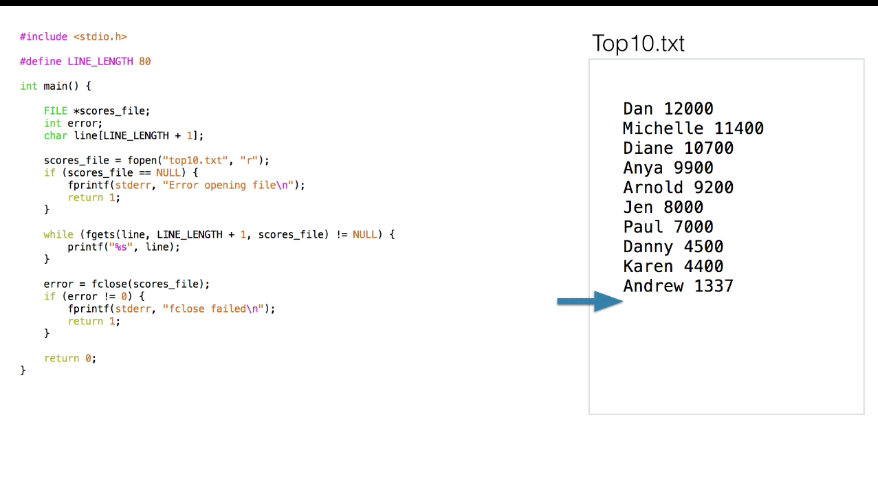 #include <stdio.h>
#define LINE_LENGTH 80
int main() {
FILE *scores_file;
int error;
char line[LINE_LENGTH + 1];
scores_file = fopen("top10.txt", "r");
if (scores_file == NULL) {
fprintf(stderr, "Error opening file\n");
return 1;
}
while (fgets(line, LINE_LENGTH + 1, scores_file) != NULL) {
printf("%s", line);
}
error = fclose(scores_file);
if (error != 0) {
fprintf(stderr, "fclose failed\n");
return 1;
}
return 0;
}
Top10.txt
Dan 12000
Michelle 11400
Diane 10700
Anya 9900
Arnold 9200
Jen 8000
Paul 7000
Danny 4500
Karen 4400
Andrew 1337